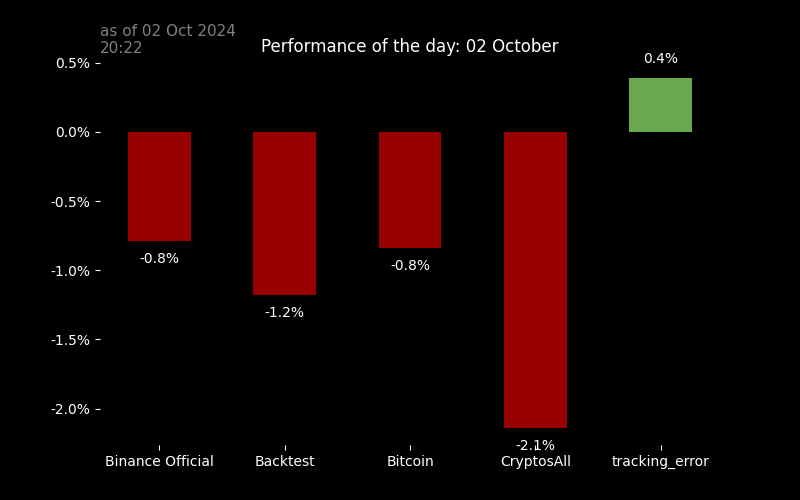 as of 02 Oct 2024
20:22
Performance of the day: 02 October
0.5%
0.0%
-0.5%
-1.0%
-1.5%
-2.0%
-0.8%
-1.2%
-0.8%
-2.1%
0.4%
Binance Official
Backtest
Bitcoin
CryptosAll
tracking_error